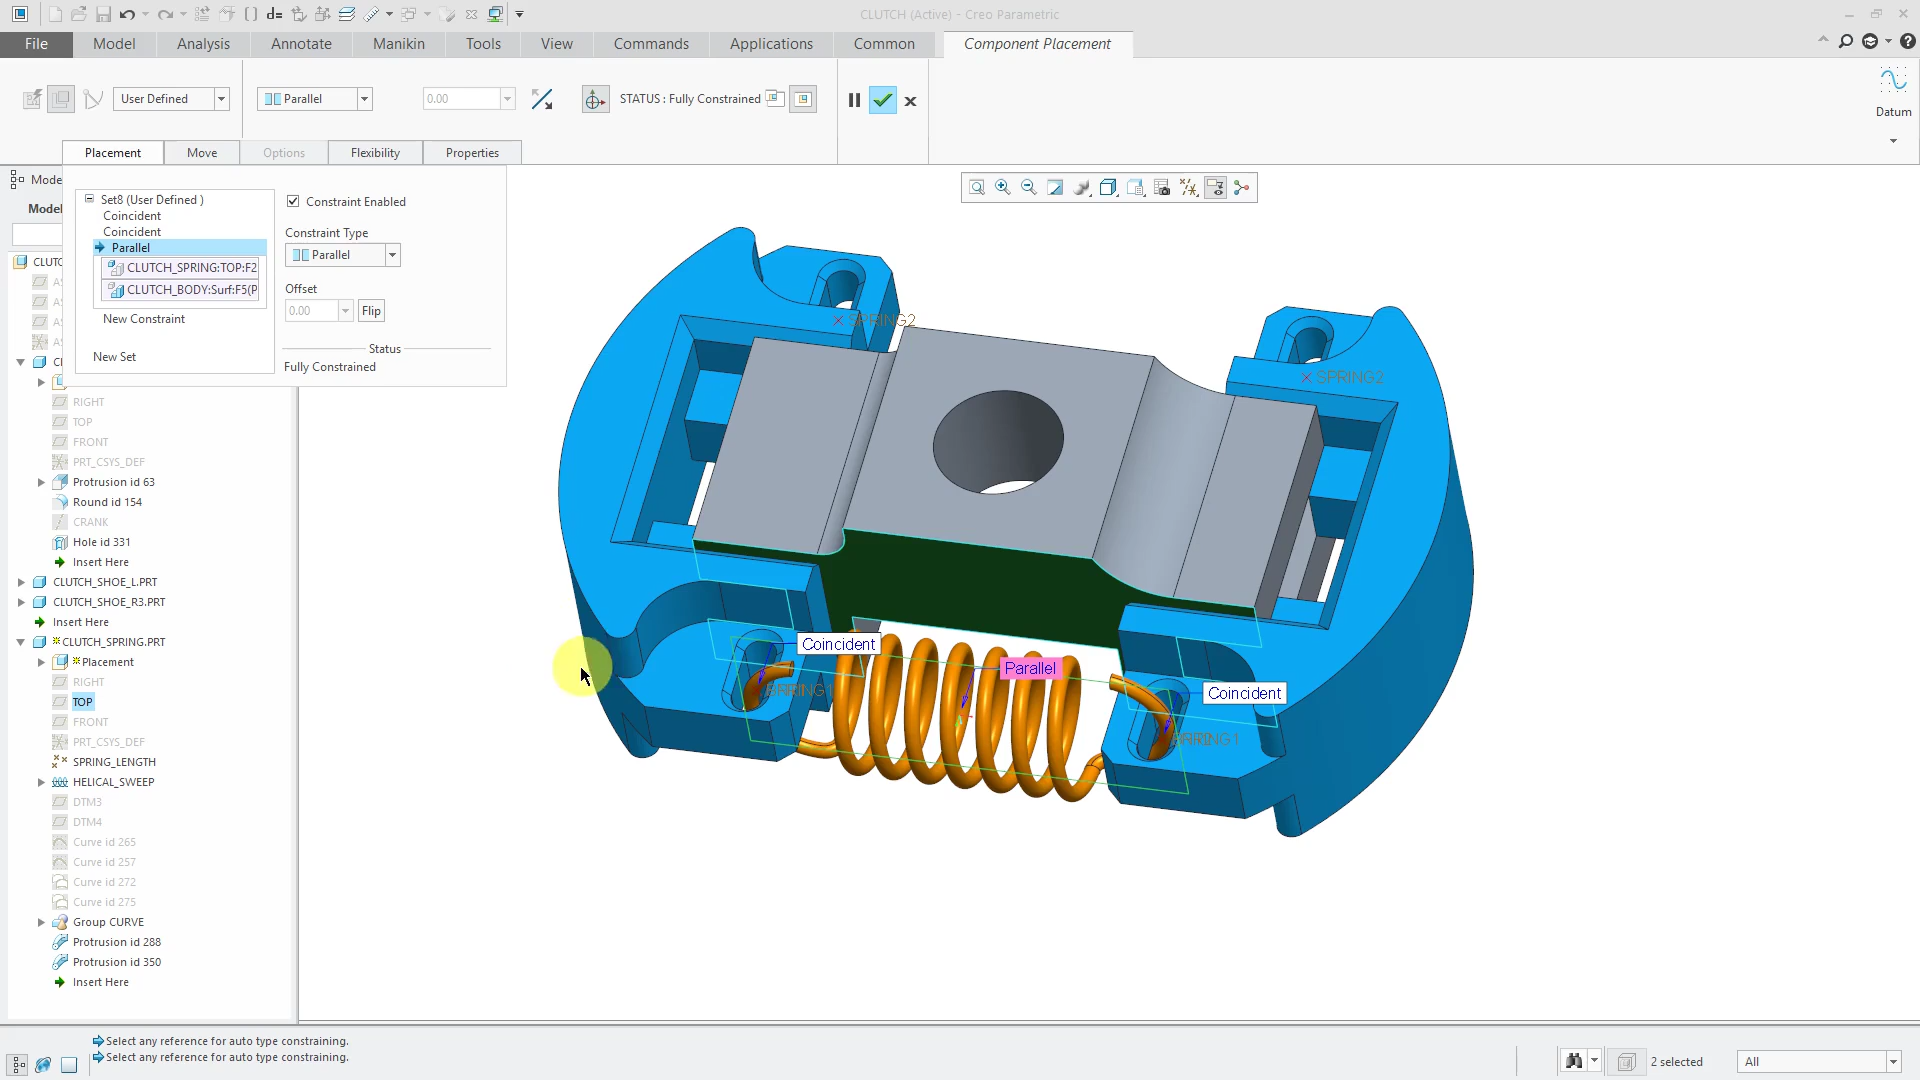 CLUTCH (Active) - Creo Parametric
File
Model
Analysis
Annotate
Manikin
Tools
View
Commands
Applications
Common
Component Placement
User Defined
Parallel
0.00
STATUS : Fully Constrained
Datum
Placement
Move
Options
Flexibility
Properties
Mode
Model
Set8 (User Defined )
Coincident
Coincident
Parallel
CLUTCH_SPRING:TOP:F2
CLUTCH_BODY:Surf:F5(P
New Constraint
New Set
Constraint Enabled
Constraint Type
Parallel
Offset
0.00
Flip
Status
Fully Constrained
CLUTC
RIGHT
TOP
FRONT
PRT_CSYS_DEF
Protrusion id 63
Round id 154
CRANK
Hole id 331
Insert Here
CLUTCH_SHOE_L.PRT
CLUTCH_SHOE_R3.PRT
Insert Here
CLUTCH_SPRING.PRT
Placement
RIGHT
TOP
FRONT
PRT_CSYS_DEF
SPRING_LENGTH
HELICAL_SWEEP
DTM3
DTM4
Curve id 265
Curve id 257
Curve id 272
Curve id 275
Group CURVE
Protrusion id 288
Protrusion id 350
Insert Here
SPRING2
SPRING2
Coincident
Parallel
Coincident
Select any reference for auto type constraining.
Select any reference for auto type constraining.
2 selected
All